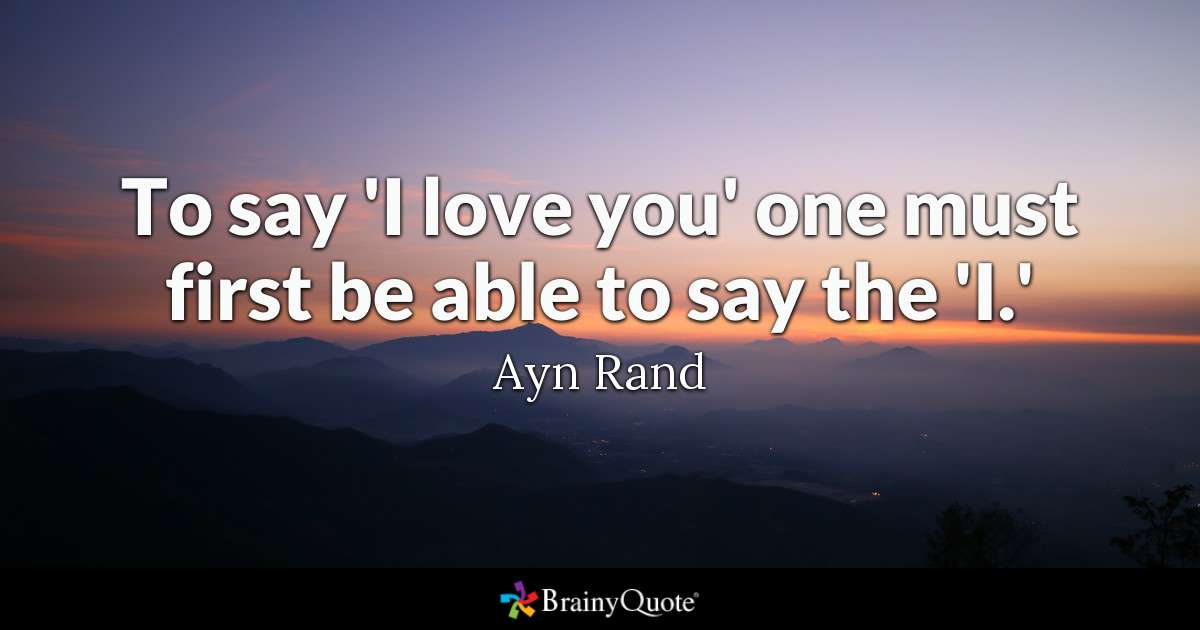 To say 'I love you' one must
first be able to say the 'I.'
Ayn Rand
BrainyQuote®